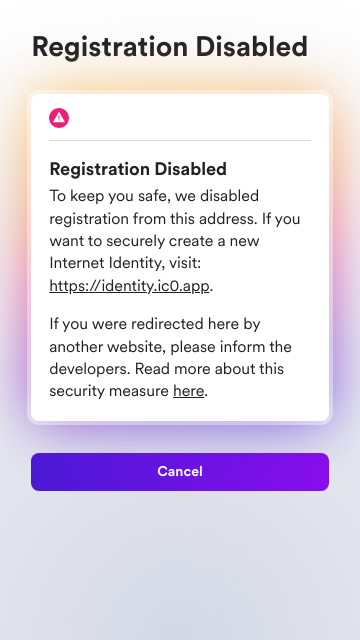 Registration Disabled
Registration Disabled
To keep you safe, we disabled
registration from this address. If you
want to securely create a new
Internet Identity, visit:
https://identity.ic0.app.
If you were redirected here by
another website, please inform the
developers. Read more about this
security measure here.
Cancel